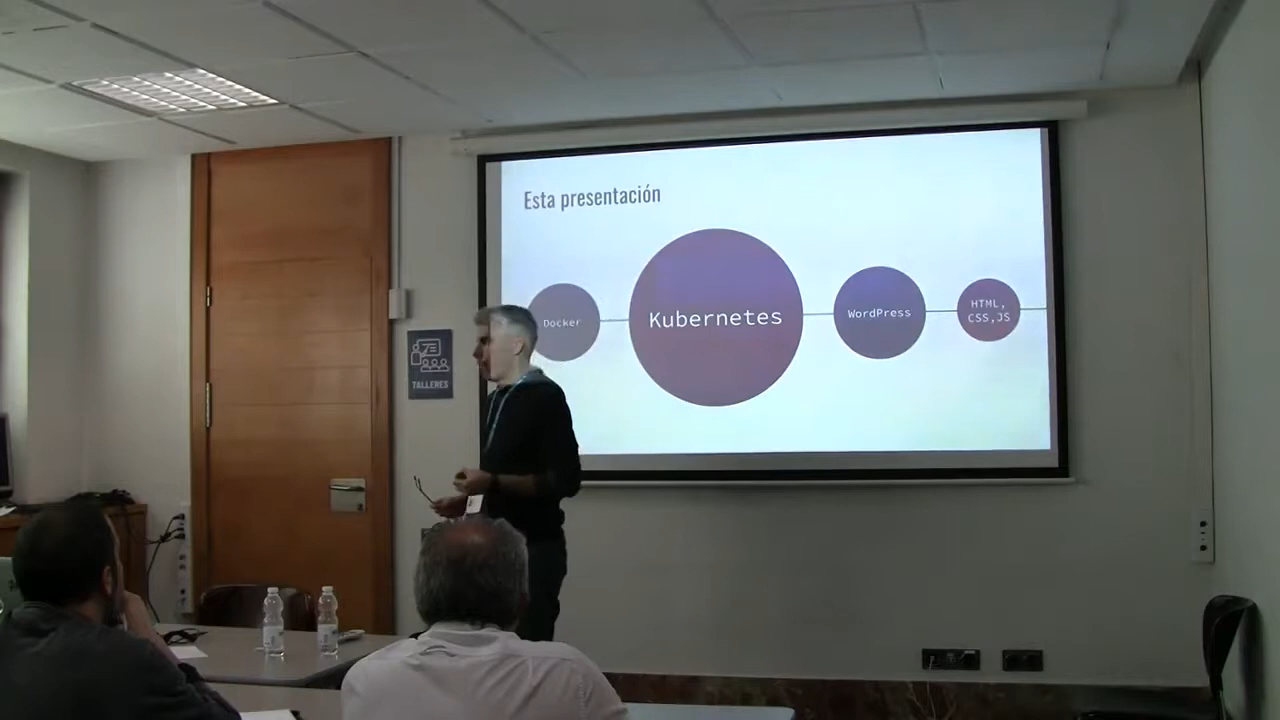 Esta presentación
Docker
Kubernetes
WordPress
HTML,
CSS,JS
TALLERES